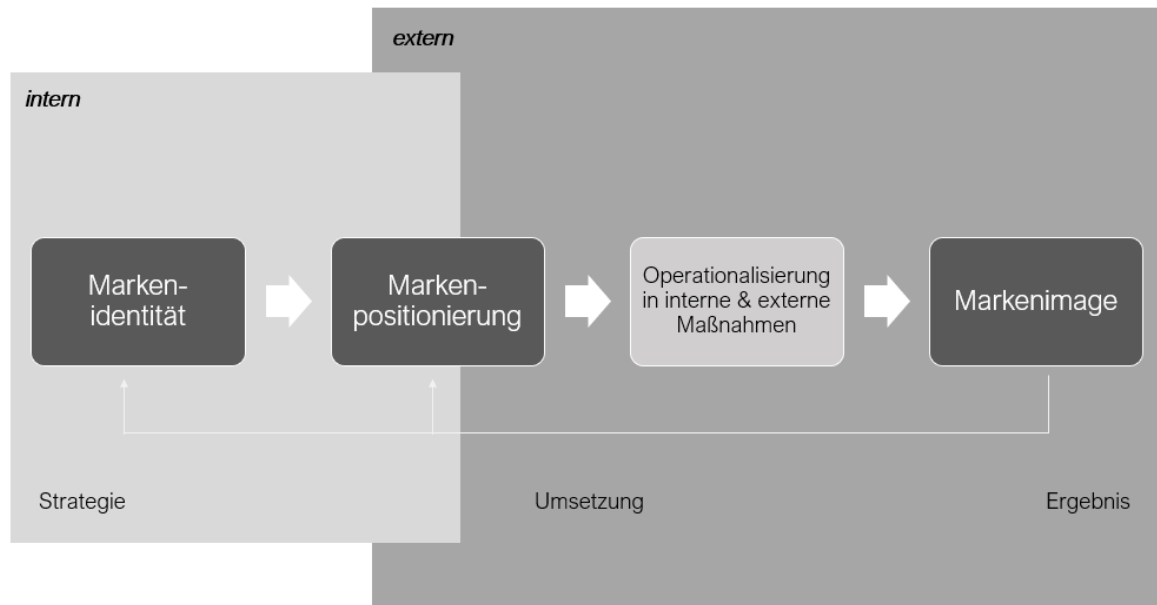 extern
intern
Marken-
identität
Marken-
positionierung
Operationalisierung
in interne & externe
Maßnahmen
Markenimage
Strategie
Umsetzung
Ergebnis